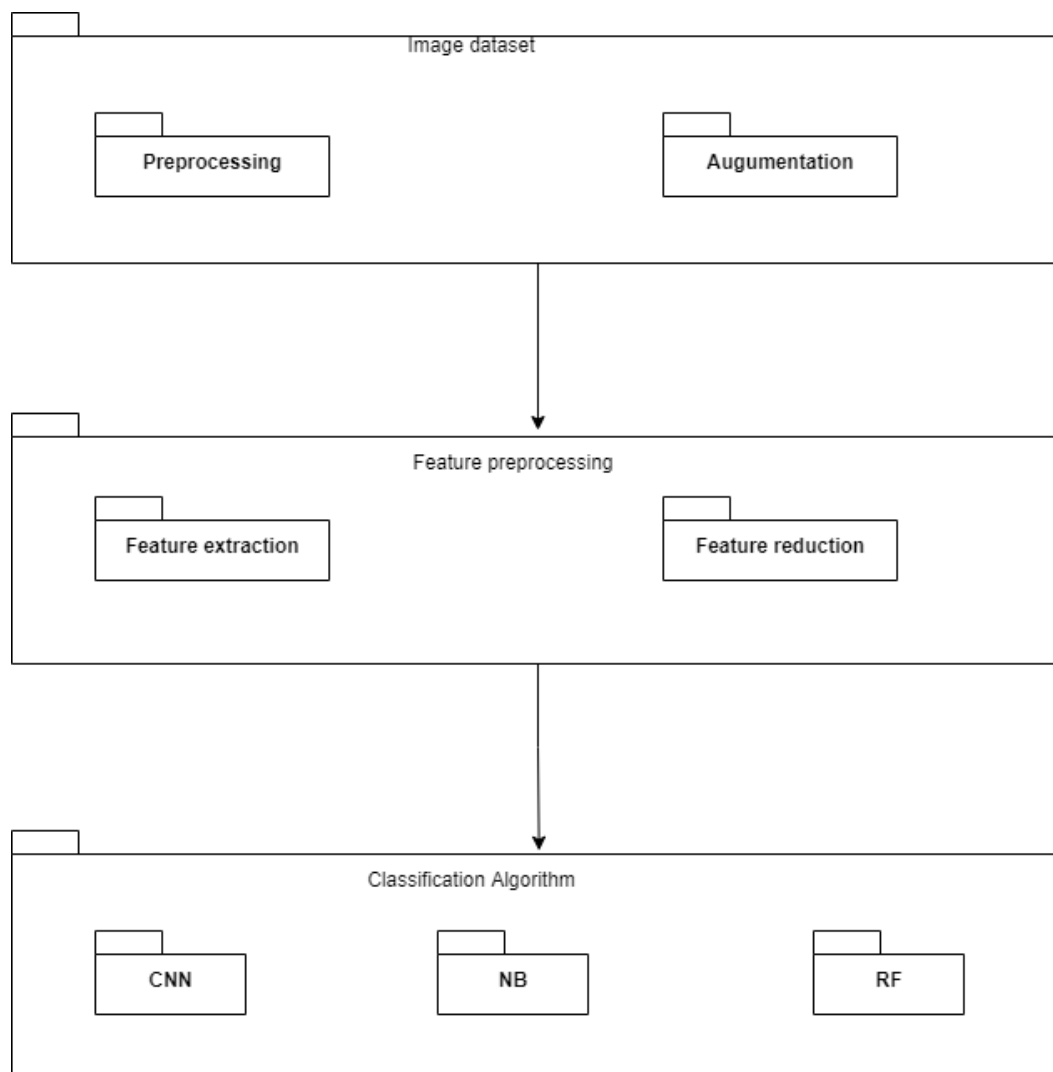 Image dataset
Preprocessing
Augumentation
Feature preprocessing
Feature extraction
Feature reduction
Classification Algorithm
CNN
NB
RF